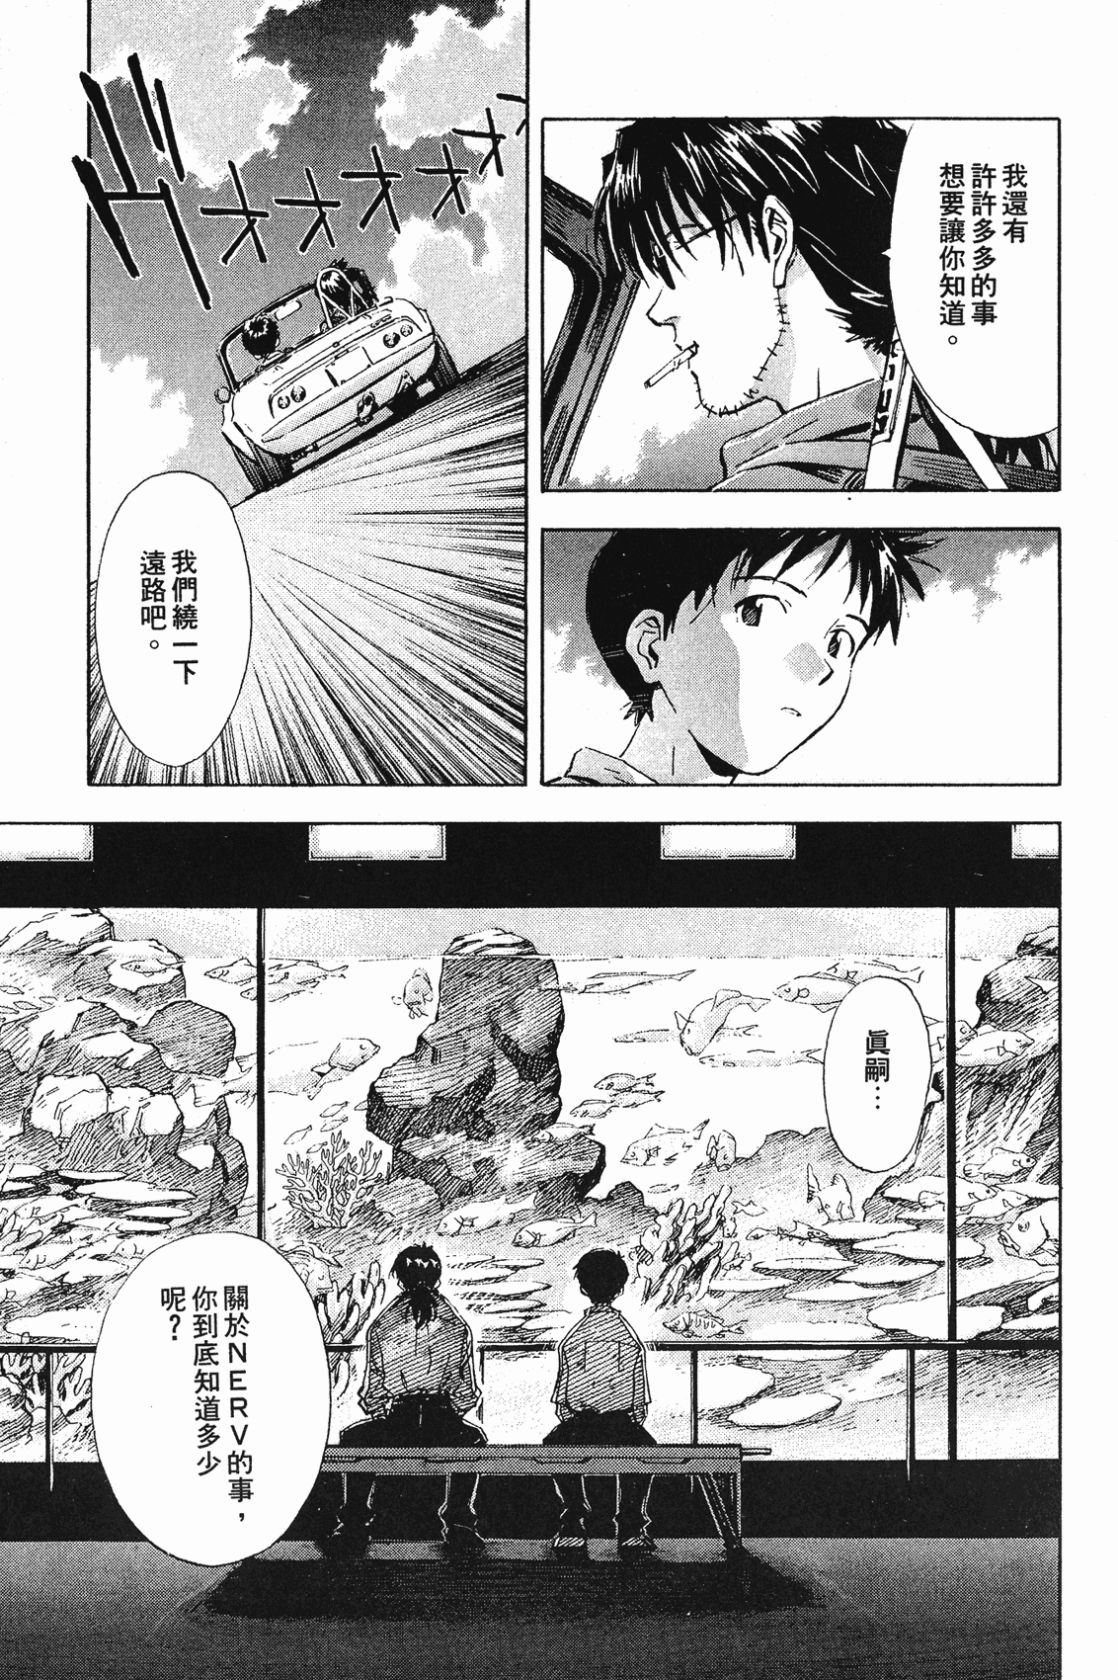 我還有
許許多多的事
想要讓你知道。
オオオオオ
我們繞一下
遠路吧。
眞嗣…
關於NERV的事，
你到底知道多少
呢？